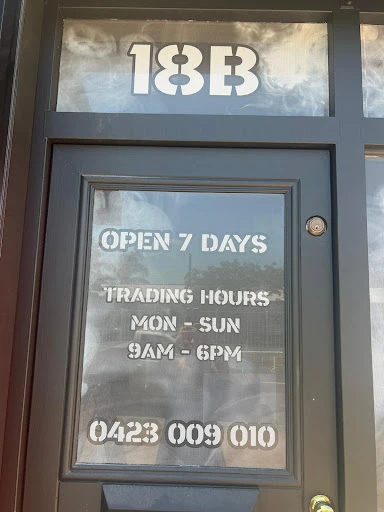 18B
OPEN 7 DAYS
TRADING HOURS
MON - SUN
9AM - 6PM
0423 009 010